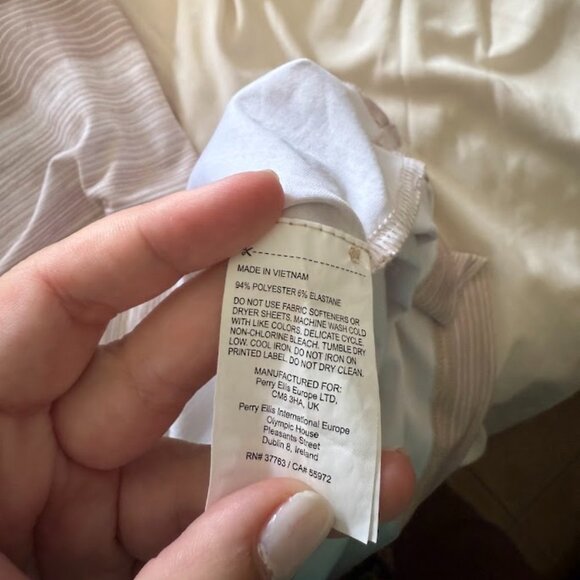 MADE IN VIETNAM
94% POLYESTER 6% ELASTANE
DO NOT USE FABRIC SOFTENERS OR
DRYER SHEETS. MACHINE WASH COLD
WITH LIKE COLORS. DELICATE CYCLE.
NON-CHLORINE BLEACH. TUMBLE DRY
LOW. COOL IRON. DO NOT IRON ON
PRINTED LABEL. DO NOT DRY CLEAN.
MANUFACTURED FOR:
Perry Ellis Europe LTD,
CM8 3HA, UK
Perry Ellis International Europe
Olympic House
Pleasants Street
Dublin 8, Ireland
RN# 37763 / CA# 55972